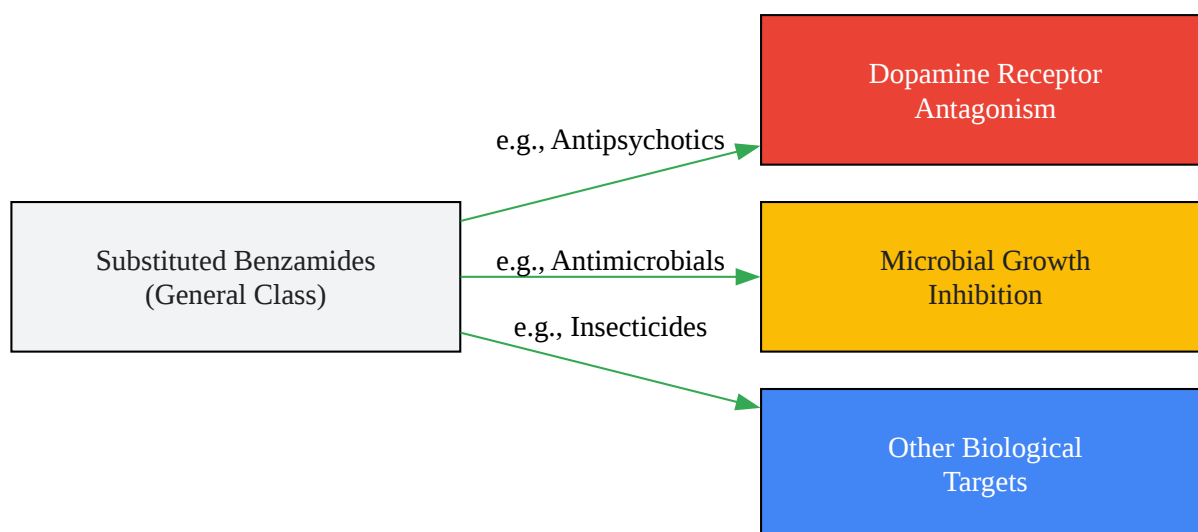 Dopamine Receptor
Antagonism
e.g., Antipsychotics
Substituted Benzamides
(General Class)
e.g., Antimicrobials
Microbial Growth
Inhibition
e.g., Insecticides
Other Biological
Targets